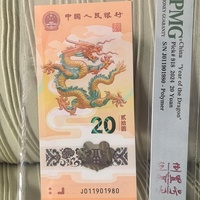 中国人民银行
20
贰拾圆
J011901980
PMG
China "Year of the Dragon"
Pick# 918 2024 20 Yuan
S/N J011901980 - Polymer